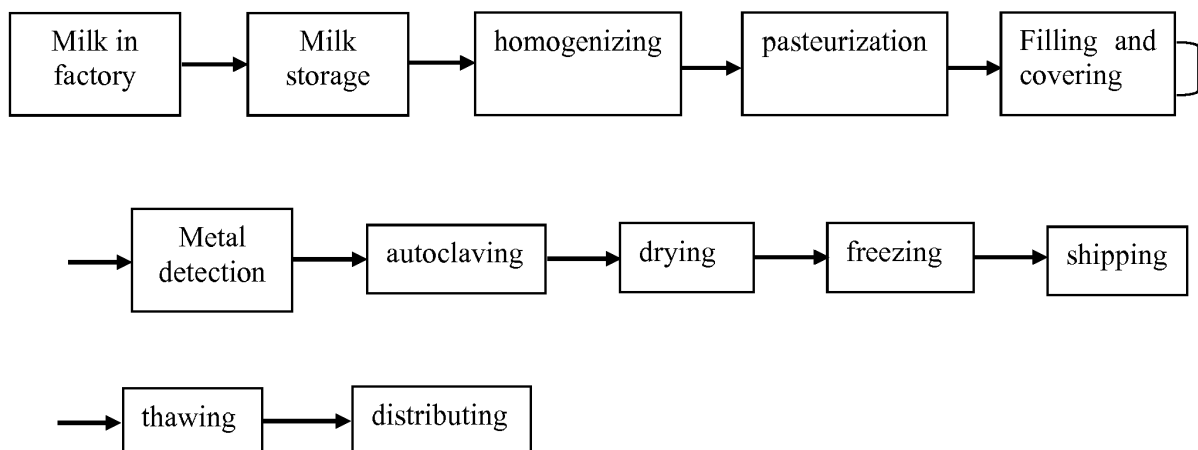 Milk in
factory
Milk
storage
homogenizing
pasteurization
Filling and
covering
Metal
detection
autoclaving
drying
freezing
shipping
thawing
distributing